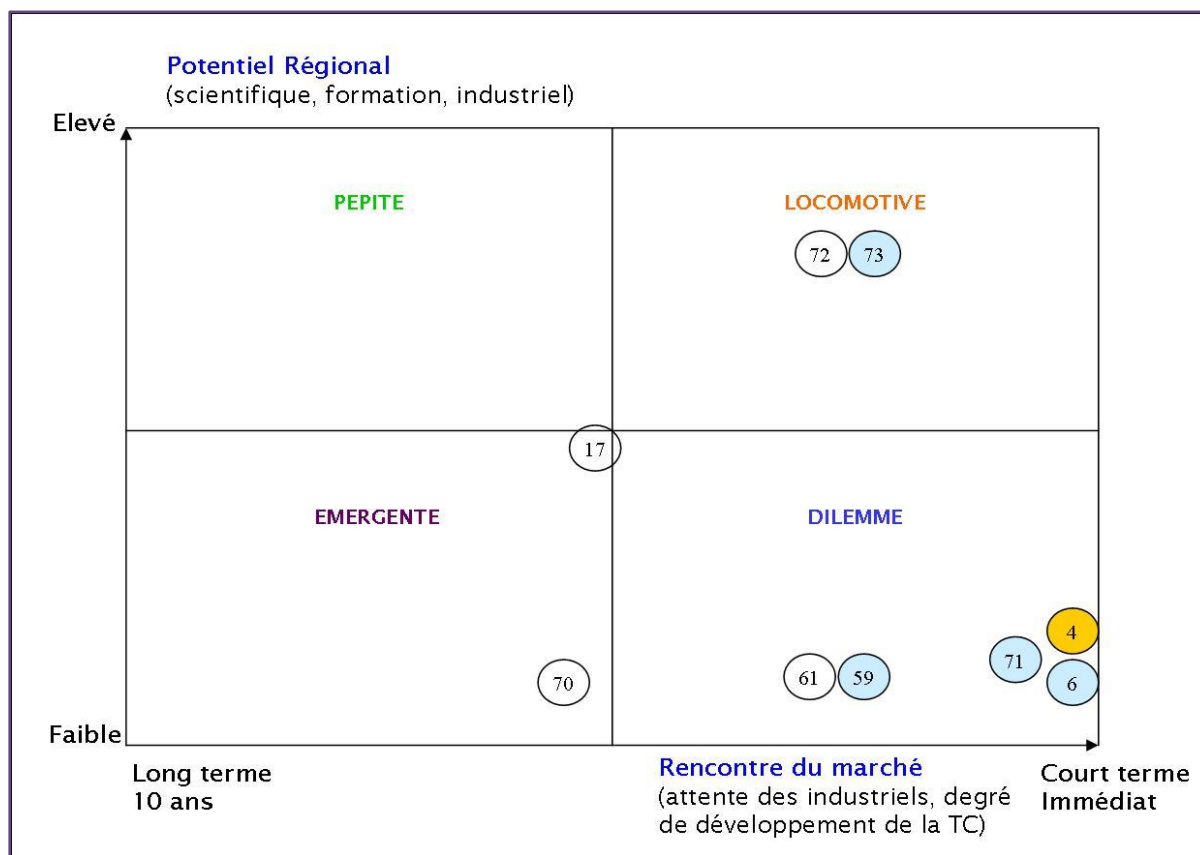 Potentiel Régional
(scientifique, formation, industriel)
Elevé
PEPITE
LOCOMOTIVE
72
73
17
EMERGENTE
DILEMME
4
71
6
70
61
59
Faible
Long terme
10 ans
Rencontre du marché
(attente des industriels, degré
de développement de la TC)
Court terme
Immédiat